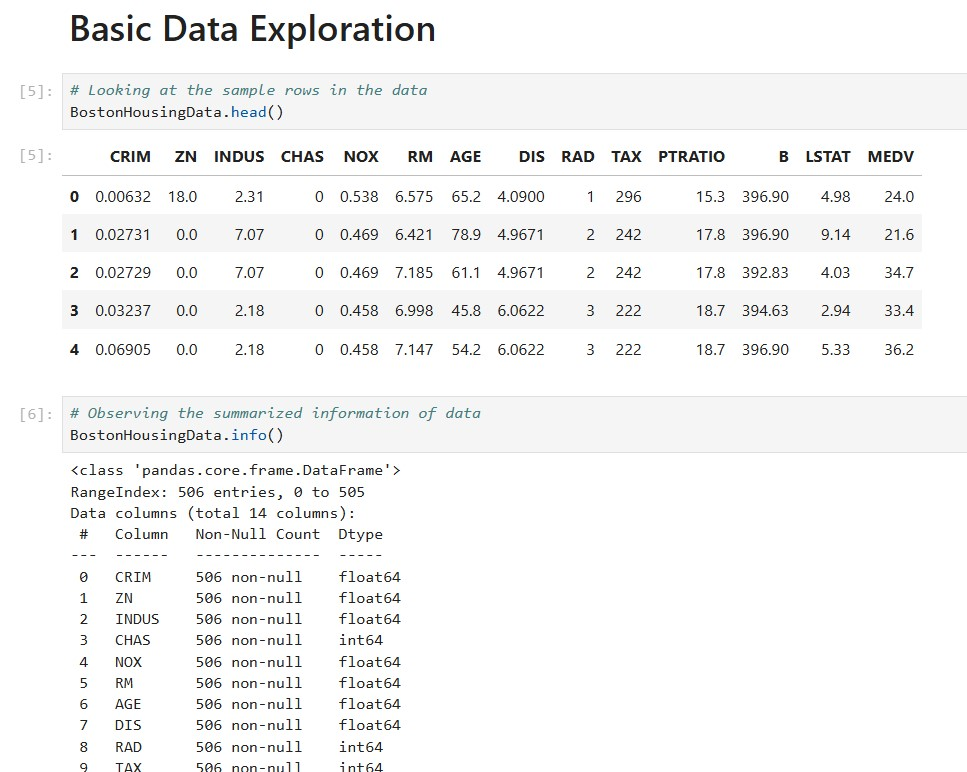 Basic Data Exploration
[5]: # Looking at the sample rows in the data
BostonHousingData.head()
[5]: CRIM ZN INDUS CHAS NOX RM AGE DIS RAD TAX PTRATIO B LSTAT MEDV
0 0.00632 18.0 2.31 0 0.538 6.575 65.2 4.0900 1 296 15.3 396.90 4.98 24.0
1 0.02731 0.0 7.07 0 0.469 6.421 78.9 4.9671 2 242 17.8 396.90 9.14 21.6
2 0.02729 0.0 7.07 0 0.469 7.185 61.1 4.9671 2 242 17.8 392.83 4.03 34.7
3 0.03237 0.0 2.18 0 0.458 6.998 45.8 6.0622 3 222 18.7 394.63 2.94 33.4
4 0.06905 0.0 2.18 0 0.458 7.147 54.2 6.0622 3 222 18.7 396.90 5.33 36.2
[6]: # Observing the summarized information of data
BostonHousingData.info()
<class 'pandas.core.frame.DataFrame'>
RangeIndex: 506 entries, 0 to 505
Data columns (total 14 columns):
# Column Non-Null Count Dtype
--- ------ -------------- -----
0 CRIM 506 non-null float64
1 ZN 506 non-null float64
2 INDUS 506 non-null float64
3 CHAS 506 non-null int64
4 NOX 506 non-null float64
5 RM 506 non-null float64
6 AGE 506 non-null float64
7 DIS 506 non-null float64
8 RAD 506 non-null int64
9 TAX 506 non-null int64